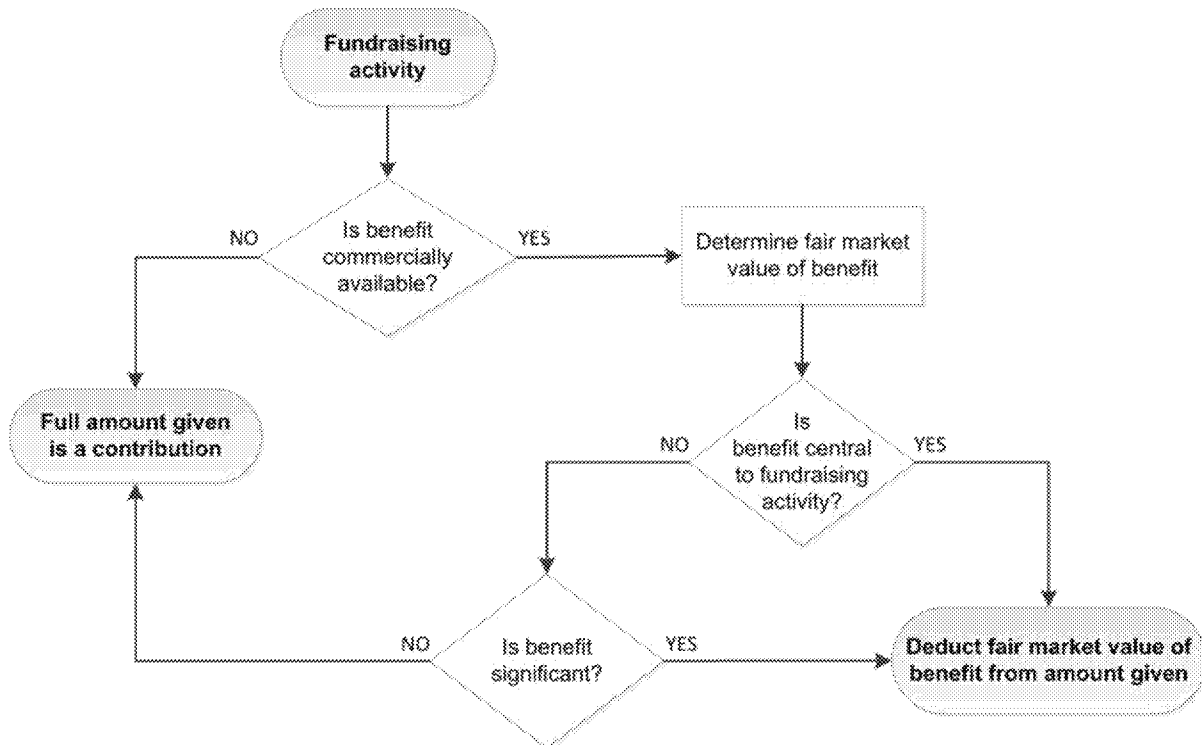 Fundraising
activity
NO
Is benefit
commercially
available?
YES
Determine fair market
value of benefit
Full amount given
is a contribution
NO
Is
benefit central
to fundraising
activity?
YES
NO
Is benefit
significant?
YES
Deduct fair market value of
benefit from amount given